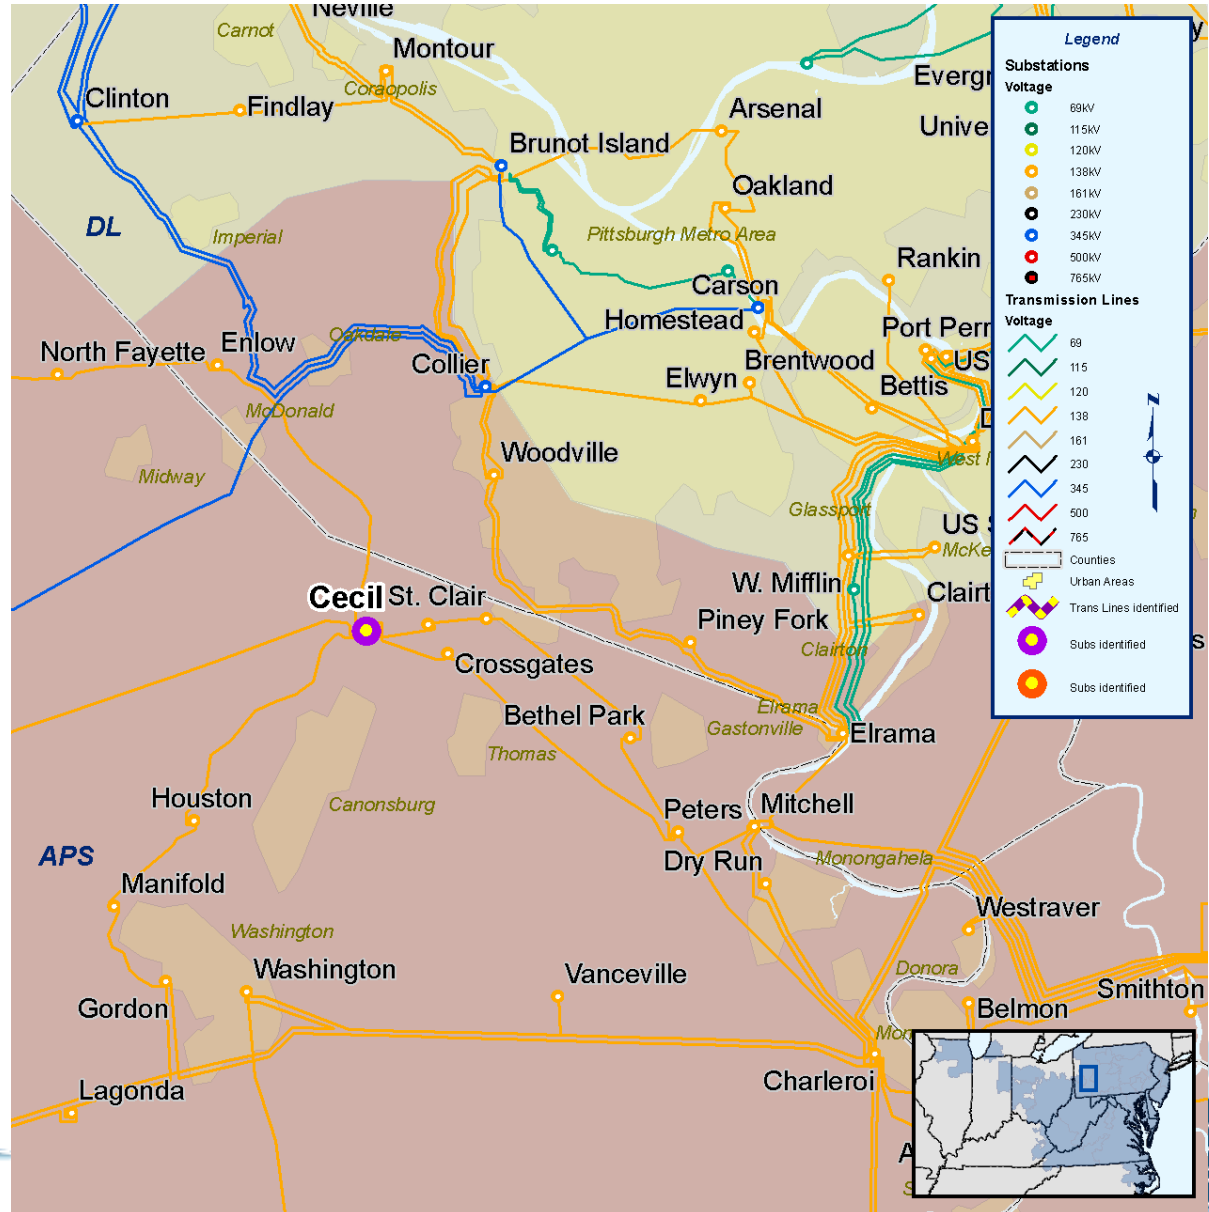 Neville
Carnot
Montour
Coraopolis
Clinton
Findlay
Arsenal
Brunot Island
Oakland
DL
Imperial
Pittsburgh Metro Area
Rankin
Carson
Homestead
Oakdale
Enlow
North Fayette
Collier
Brentwood
Elwyn
Bettis
McDonald
Woodville
Midway
Glassport
W. Mifflin
Cecil
St. Clair
Piney Fork
Clairton
Crossgates
Bethel Park
Elrama
Gastonville
Elrama
Thomas
Houston
Canonsburg
Peters
Mitchell
APS
Dry Run
Monongahela
Manifold
Westraver
Washington
Washington
Vanceville
Donora
Smithton
Gordon
Belmon
Lagonda
Charleroi
Evergr
Unive
Port Perr
US
West
US S
McKe
Clairt
Mon
y
s
Legend
Substations
Voltage
69kV
115kV
120kV
138kV
161kV
230kV
345kV
500kV
765kV
Transmission Lines
Voltage
69
115
120
138
161
230
345
500
765
Counties
Urban Areas
Trans Lines identified
Subs identified
Subs identified
N